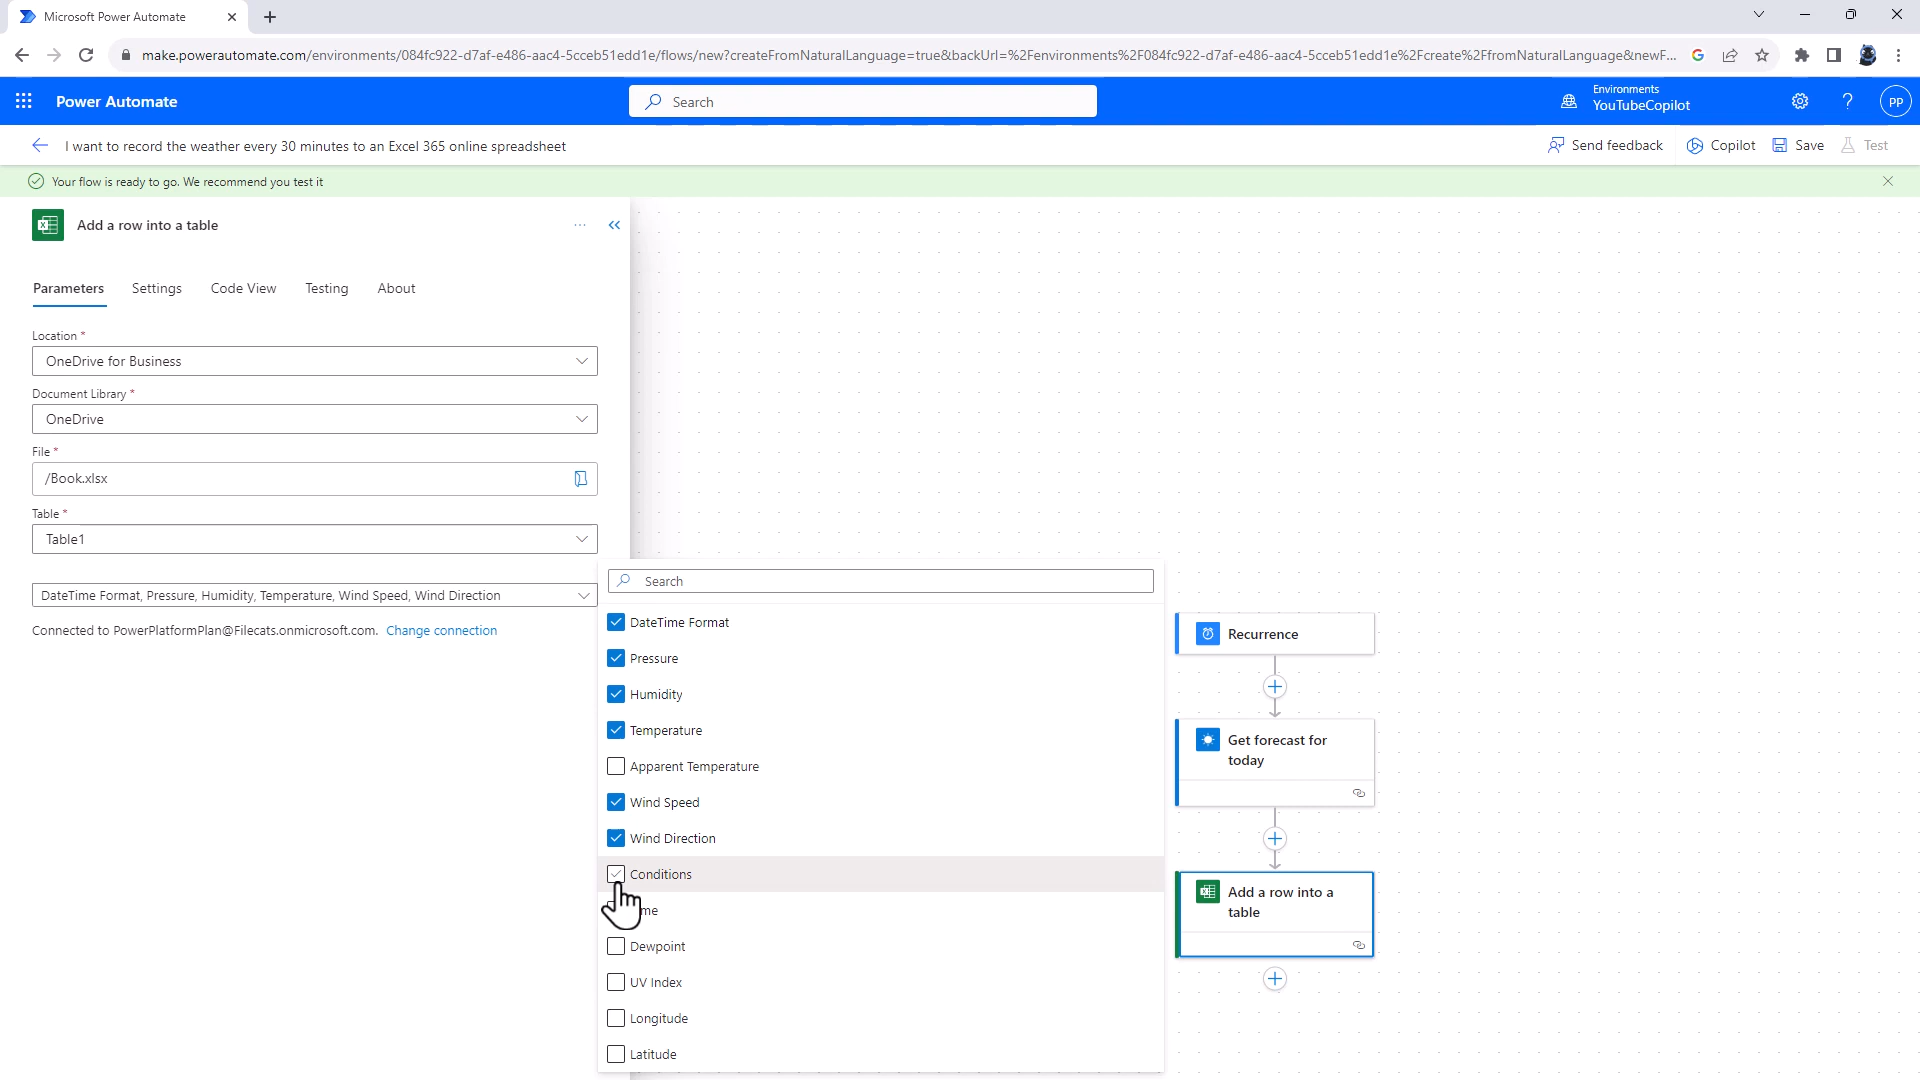 Microsoft Power Automate
make.powerautomate.com/environments/084fc922-d7af-e486-aac4-5cceb51edd1e/flows/new?createFromNaturalLanguage=true&backUrl=%2Fenvironments%2F084fc922-d7af-e486-aac4-5cceb51edd1e%2Fcreate%2FfromNaturalLanguage&newF...
Power Automate
Search
Environments
YouTubeCopilot
PP
I want to record the weather every 30 minutes to an Excel 365 online spreadsheet
Send feedback
Copilot
Save
Test
Your flow is ready to go. We recommend you test it
Add a row into a table
Parameters
Settings
Code View
Testing
About
Location *
OneDrive for Business
Document Library *
OneDrive
File *
/Book.xlsx
Table *
Table1
DateTime Format, Pressure, Humidity, Temperature, Wind Speed, Wind Direction
Connected to PowerPlatformPlan@Filecats.onmicrosoft.com. Change connection
Search
DateTime Format
Pressure
Humidity
Temperature
Apparent Temperature
Wind Speed
Wind Direction
Conditions
Dewpoint
UV Index
Longitude
Latitude
Recurrence
Get forecast for
today
Add a row into a
table